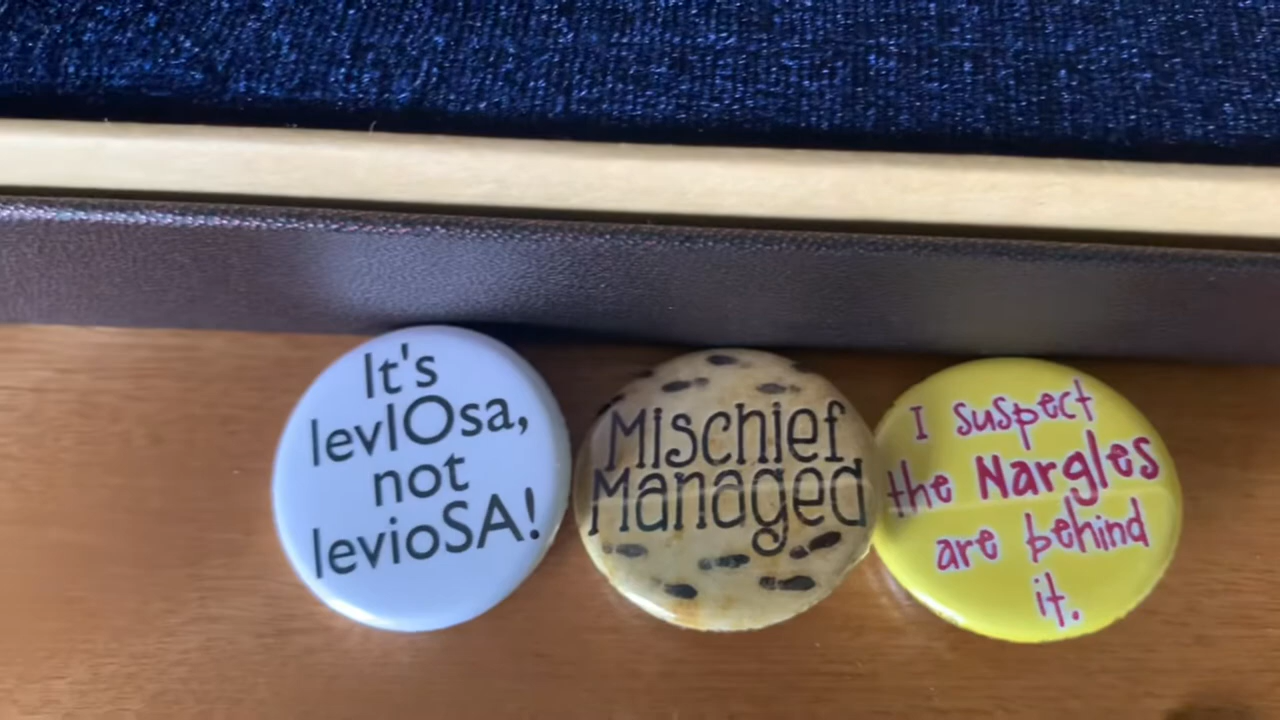 It's
levIOsa,
not
levioSA!
Mischief
Managed
I suspect
the Nargles
are behind
it.